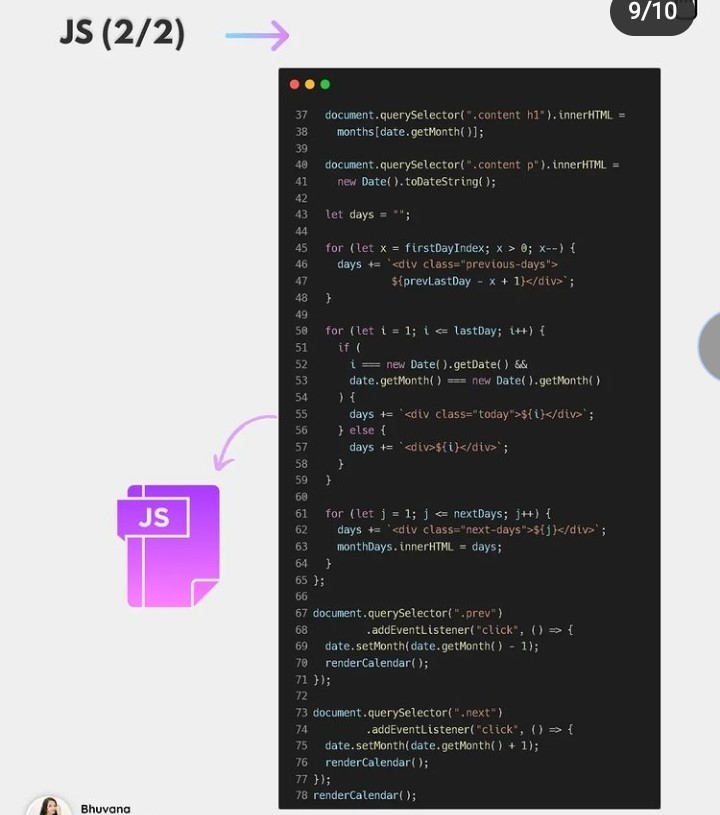 JS (2/2)
9/10
37 document.querySelector(".content h1").innerHTML =
38 months[date.getMonth()];
39
40 document.querySelector(".content p").innerHTML =
41 new Date().toDateString();
42
43 let days = "";
44
45 for (let x = firstDayIndex; x > 0; x--) {
46 days += `<div class="previous-days">
47 ${prevLastDay - x + 1}</div>`;
48 }
49
50 for (let i = 1; i <= lastDay; i++) {
51 if (
52 i === new Date().getDate() &&
53 date.getMonth() === new Date().getMonth()
54 ) {
55 days += `<div class="today">${i}</div>`;
56 } else {
57 days += `<div>${i}</div>`;
58 }
59 }
60
61 for (let j = 1; j <= nextDays; j++) {
62 days += `<div class="next-days">${j}</div>`;
63 monthDays.innerHTML = days;
64 }
65 };
66
67 document.querySelector(".prev")
68 .addEventListener("click", () => {
69 date.setMonth(date.getMonth() - 1);
70 renderCalendar();
71 });
72
73 document.querySelector(".next")
74 .addEventListener("click", () => {
75 date.setMonth(date.getMonth() + 1);
76 renderCalendar();
77 });
78 renderCalendar();
JS
Bhuvana